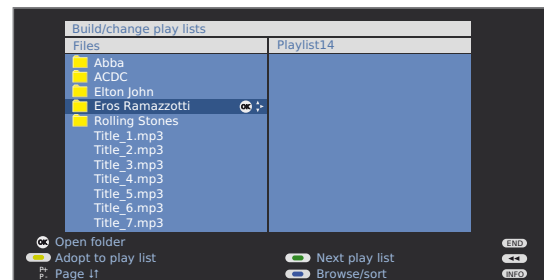 Build/change play lists
Files Playlist14
Abba
ACDC
Elton John
Eros Ramazzotti OK
Rolling Stones
Title_1.mp3
Title_2.mp3
Title_3.mp3
Title_4.mp3
Title_5.mp3
Title_6.mp3
Title_7.mp3
OK Open folder END
Adopt to play list Next play list
P+ P- Page ↓↑ Browse/sort INFO